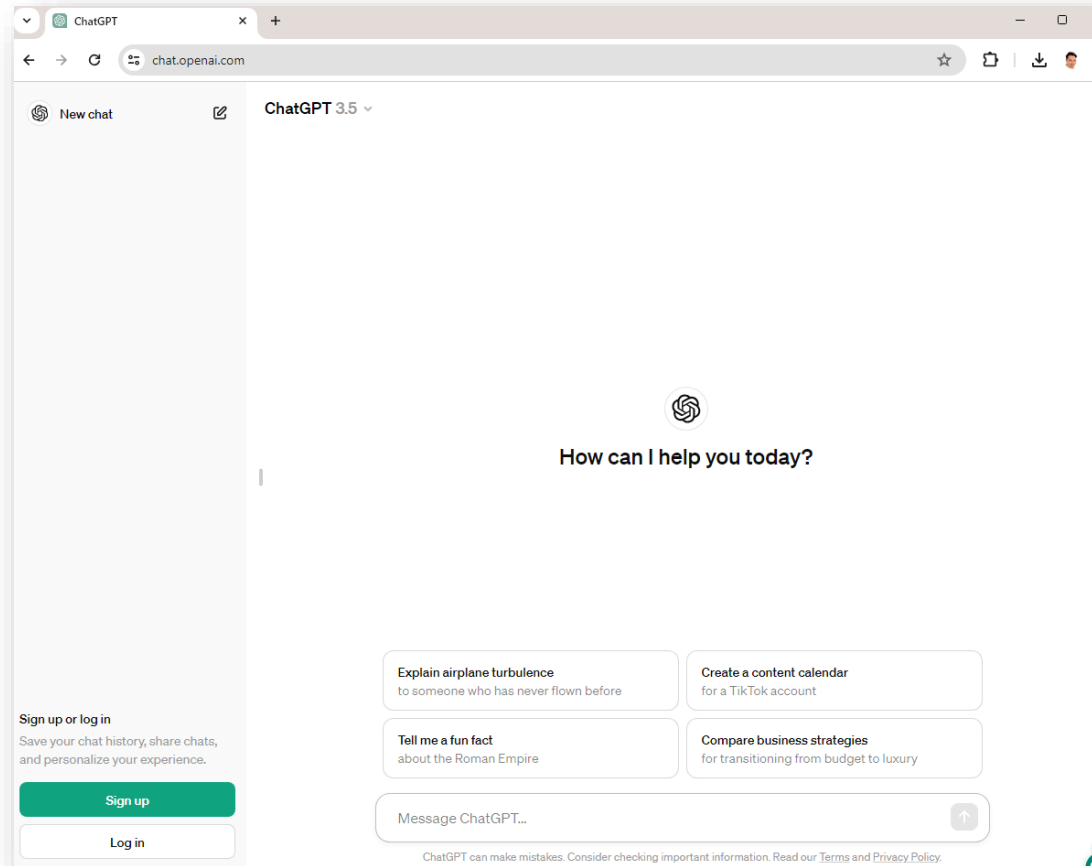 ChatGPT
chat.openai.com
New chat
ChatGPT 3.5
How can I help you today?
Explain airplane turbulence
to someone who has never flown before
Create a content calendar
for a TikTok account
Tell me a fun fact
about the Roman Empire
Compare business strategies
for transitioning from budget to luxury
Sign up or log in
Save your chat history, share chats,
and personalize your experience.
Sign up
Log in
Message ChatGPT...
ChatGPT can make mistakes. Consider checking important information. Read our Terms and Privacy Policy.